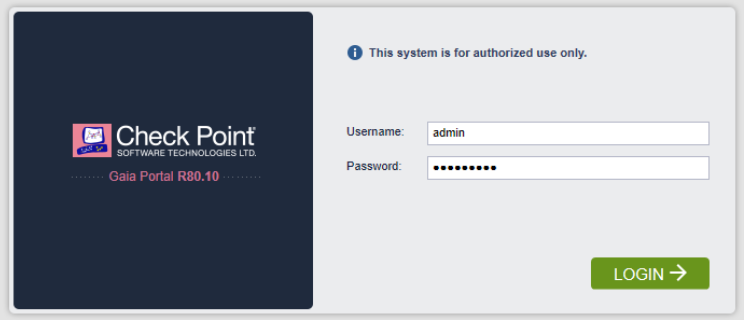 This system is for authorized use only.
Check Point
SOFTWARE TECHNOLOGIES LTD.
Gaia Portal R80.10
Username: admin
Password: •••••••••
LOGIN